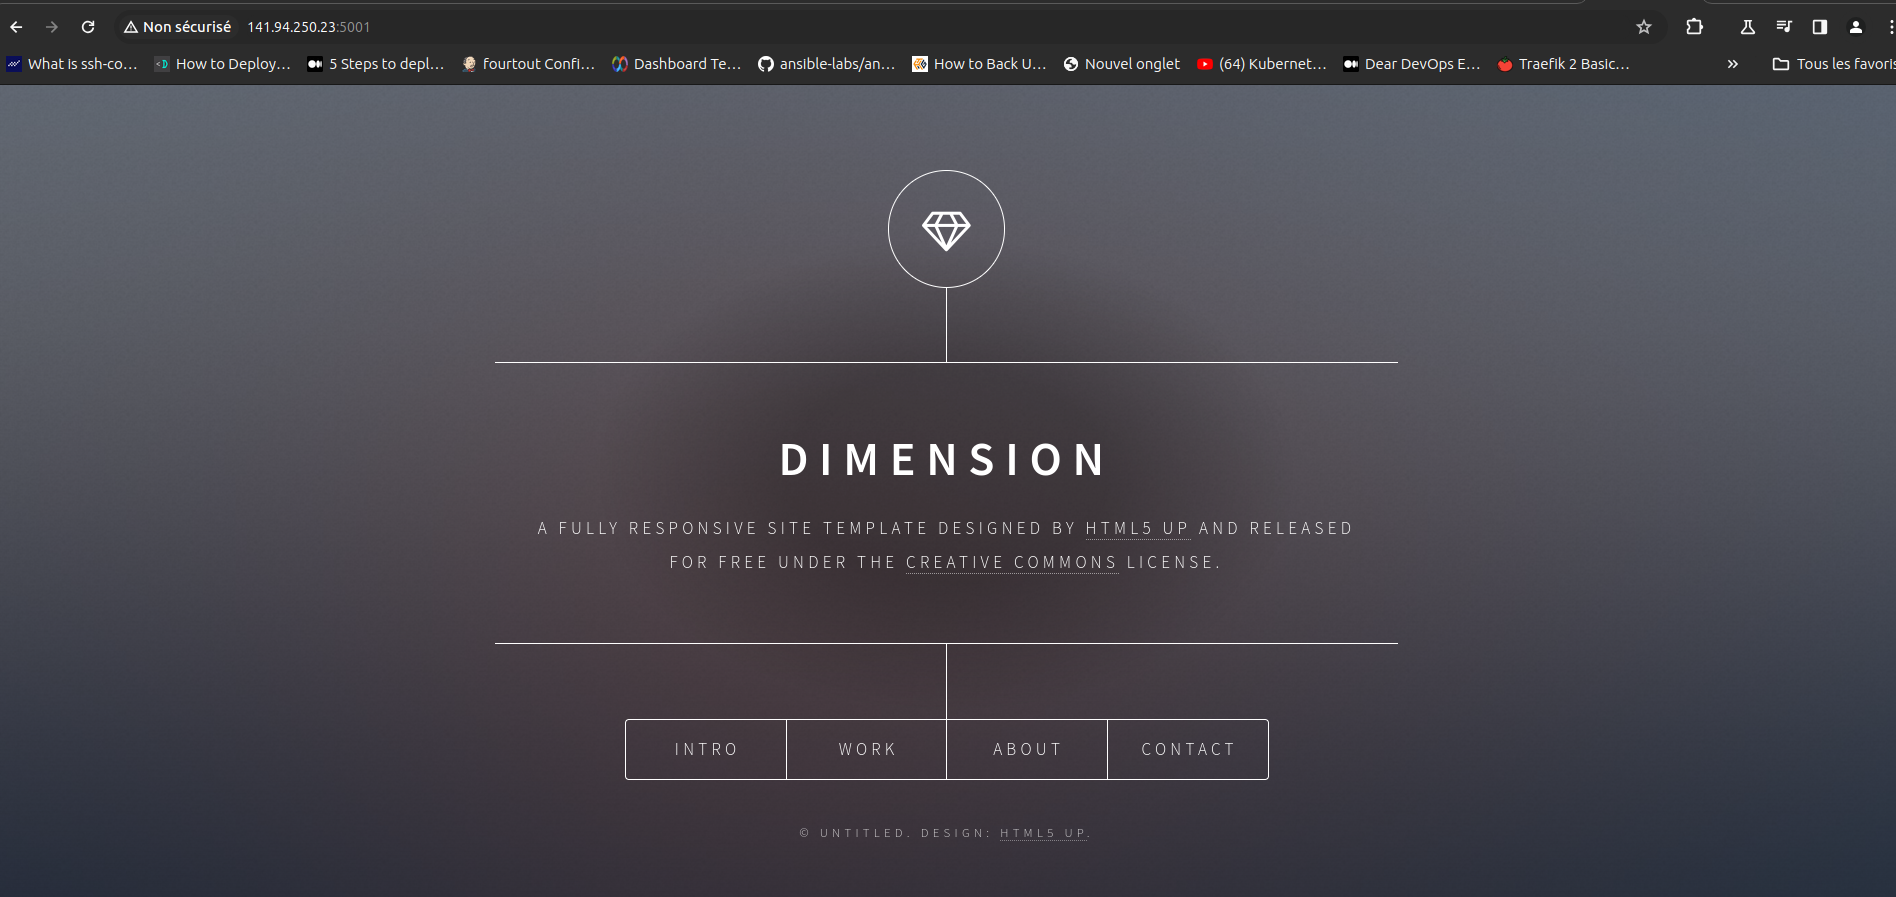 Non sécurisé 141.94.250.23:5001
What is ssh-co... How to Deploy... 5 Steps to depl... fourtout Confi... Dashboard Te... ansible-labs/an... How to Back U... Nouvel onglet (64) Kubernet... Dear DevOps E... Traefik 2 Basic... » Tous les favoris
DIMENSION
A FULLY RESPONSIVE SITE TEMPLATE DESIGNED BY HTML5 UP AND RELEASED
FOR FREE UNDER THE CREATIVE COMMONS LICENSE.
INTRO WORK ABOUT CONTACT
© UNTITLED. DESIGN: HTML5 UP.